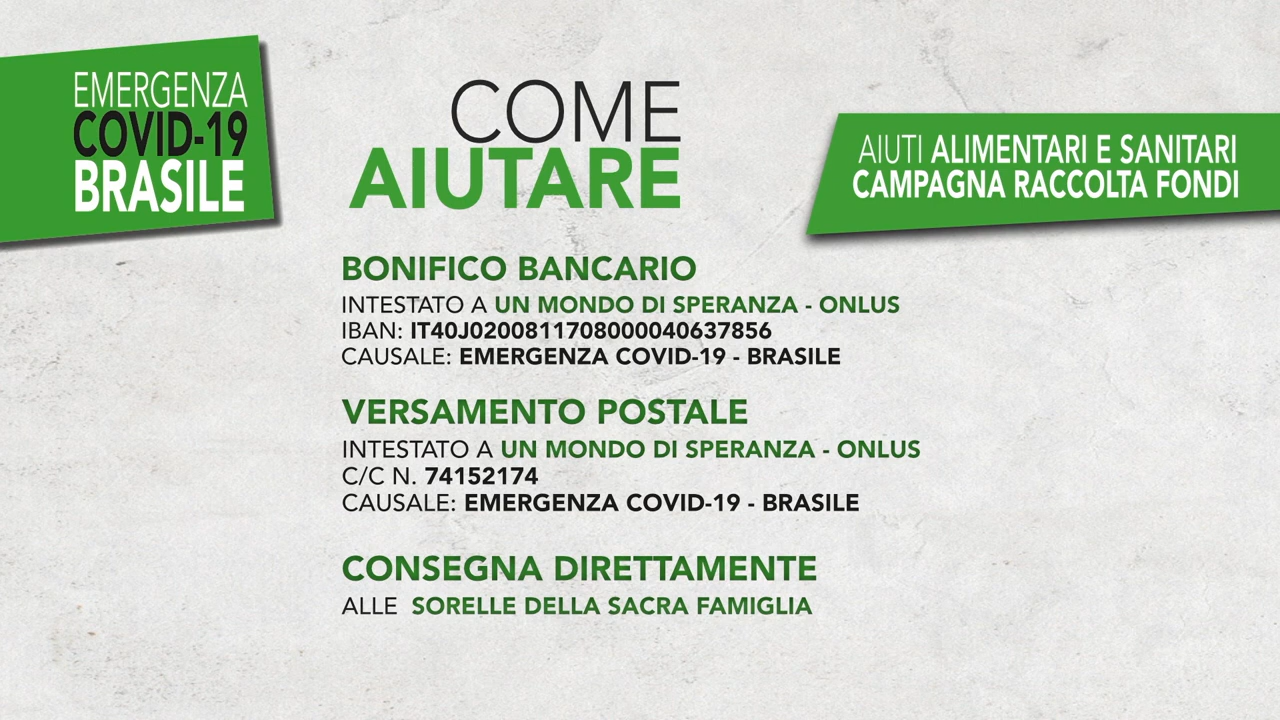 EMERGENZA
COVID-19
BRASILE
COME
AIUTARE
AIUTI ALIMENTARI E SANITARI
CAMPAGNA RACCOLTA FONDI
BONIFICO BANCARIO
INTESTATO A UN MONDO DI SPERANZA - ONLUS
IBAN: IT40J0200811708000040637856
CAUSALE: EMERGENZA COVID-19 - BRASILE
VERSAMENTO POSTALE
INTESTATO A UN MONDO DI SPERANZA - ONLUS
C/C N. 74152174
CAUSALE: EMERGENZA COVID-19 - BRASILE
CONSEGNA DIRETTAMENTE
ALLE SORELLE DELLA SACRA FAMIGLIA